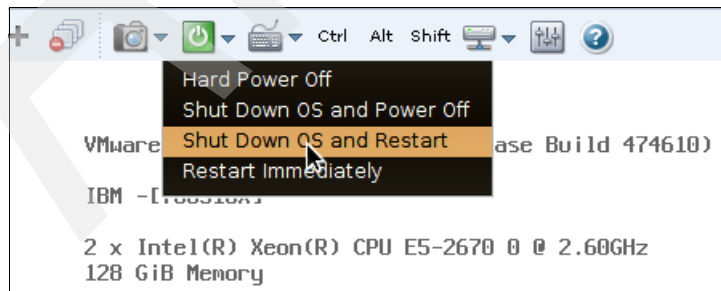 Ctrl Alt Shift
Hard Power Off
Shut Down OS and Power Off
VMware
Shut Down OS and Restart
ase Build 474610)
Restart Immediately
IBM
2 x Intel(R) Xeon(R) CPU E5-2670 0 @ 2.60GHz
128 GiB Memory